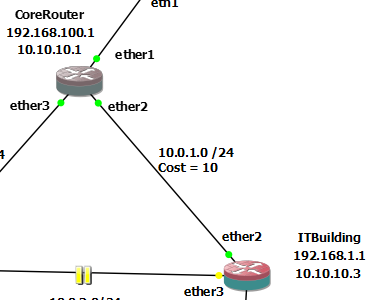 eth1
CoreRouter
192.168.100.1
10.10.10.1
ether1
ether3
ether2
10.0.1.0 /24
Cost = 10
ether2
ITBuilding
192.168.1.1
10.10.10.3
ether3